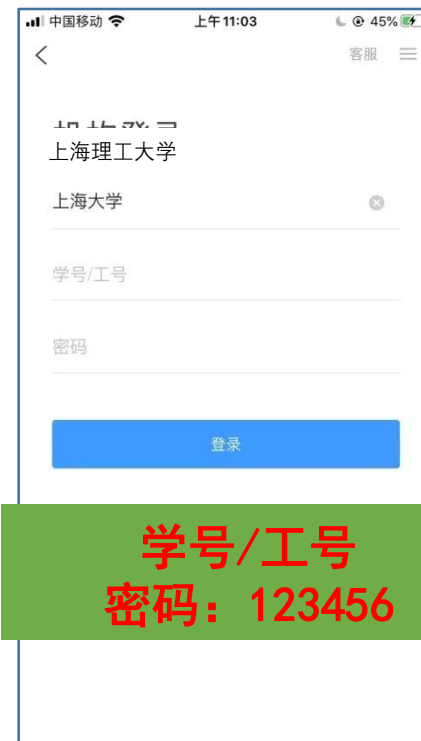 中国移动 上午11:03 45%
客服
上海理工大学
上海大学
学号/工号
密码
登录
学号/工号
密码：123456